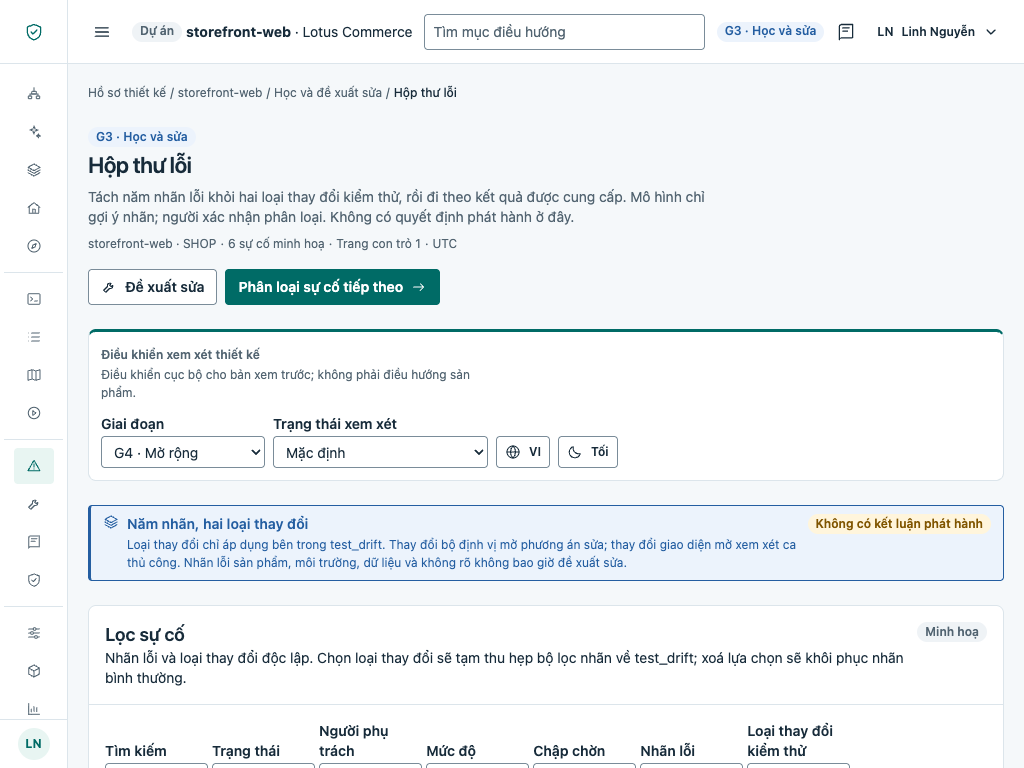 Dự án storefront-web · Lotus Commerce
Tìm mục điều hướng
G3 · Học và sửa
LN Linh Nguyễn
Hồ sơ thiết kế / storefront-web / Học và đề xuất sửa / Hộp thư lỗi
G3 · Học và sửa
Hộp thư lỗi
Tách năm nhãn lỗi khỏi hai loại thay đổi kiểm thử, rồi đi theo kết quả được cung cấp. Mô hình chỉ
gợi ý nhãn; người xác nhận phân loại. Không có quyết định phát hành ở đây.
storefront-web · SHOP · 6 sự cố minh hoạ · Trang con trỏ 1 · UTC
Đề xuất sửa
Phân loại sự cố tiếp theo →
Điều khiển xem xét thiết kế
Điều khiển cục bộ cho bản xem trước; không phải điều hướng sản
phẩm.
Giai đoạn
Trạng thái xem xét
G4 · Mở rộng
Mặc định
VI
Tối
Năm nhãn, hai loại thay đổi
Không có kết luận phát hành
Loại thay đổi chỉ áp dụng bên trong test_drift. Thay đổi bộ định vị mở phương án sửa; thay đổi giao diện mở xem xét ca
thủ công. Nhãn lỗi sản phẩm, môi trường, dữ liệu và không rõ không bao giờ đề xuất sửa.
Lọc sự cố
Minh hoạ
Nhãn lỗi và loại thay đổi độc lập. Chọn loại thay đổi sẽ tạm thu hẹp bộ lọc nhãn về test_drift; xoá lựa chọn sẽ khôi phục nhãn
bình thường.
Tìm kiếm
Trạng thái
Người phụ
trách
Mức độ
Chập chờn
Nhãn lỗi
Loại thay đổi
kiểm thử
LN